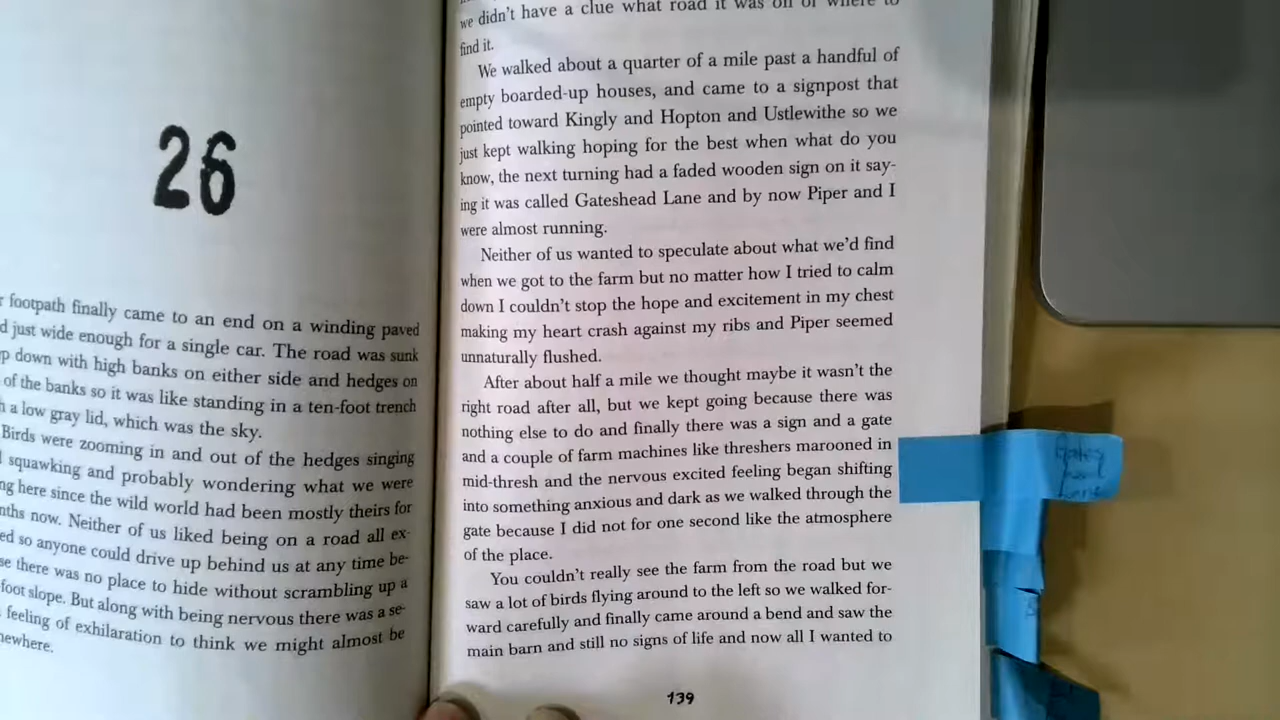 26
footpath finally came to an end on a winding paved
just wide enough for a single car. The road was sunk
down with high banks on either side and hedges on
of the banks so it was like standing in a ten-foot trench
a low gray lid, which was the sky.
Birds were zooming in and out of the hedges singing
squawking and probably wondering what we were
here since the wild world had been mostly theirs for
now. Neither of us liked being on a road all ex-
so anyone could drive up behind us at any time be-
there was no place to hide without scrambling up a
foot slope. But along with being nervous there was a se-
feeling of exhilaration to think we might almost be
we didn't have a clue what road it was on or where to
find it.
We walked about a quarter of a mile past a handful of
empty boarded-up houses, and came to a signpost that
pointed toward Kingly and Hopton and Ustlewithe so we
just kept walking hoping for the best when what do you
know, the next turning had a faded wooden sign on it say-
ing it was called Gateshead Lane and by now Piper and I
were almost running.
Neither of us wanted to speculate about what we'd find
when we got to the farm but no matter how I tried to calm
down I couldn't stop the hope and excitement in my chest
making my heart crash against my ribs and Piper seemed
unnaturally flushed.
After about half a mile we thought maybe it wasn't the
right road after all, but we kept going because there was
nothing else to do and finally there was a sign and a gate
and a couple of farm machines like threshers marooned in
mid-thresh and the nervous excited feeling began shifting
into something anxious and dark as we walked through the
gate because I did not for one second like the atmosphere
of the place.
You couldn't really see the farm from the road but we
saw a lot of birds flying around to the left so we walked for-
ward carefully and finally came around a bend and saw the
main barn and still no signs of life and now all I wanted to
139
Gates
head
Lane